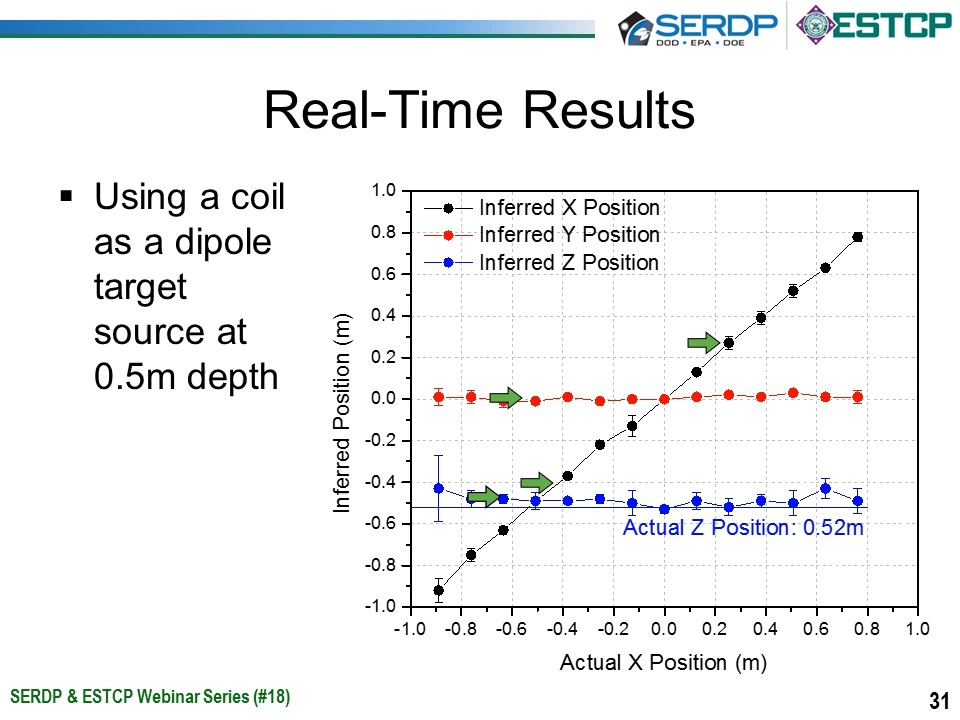 SERDP
DOD • EPA • DOE
ESTCP
Real-Time Results
▪ Using a coil
as a dipole
target
source at
0.5m depth
Inferred X Position
Inferred Y Position
Inferred Z Position
1.0
0.8
0.6
0.4
0.2
0.0
-0.2
-0.4
-0.6
-0.8
-1.0
Inferred Position (m)
Actual Z Position: 0.52m
-1.0 -0.8 -0.6 -0.4 -0.2 0.0 0.2 0.4 0.6 0.8 1.0
Actual X Position (m)
SERDP & ESTCP Webinar Series (#18)
31